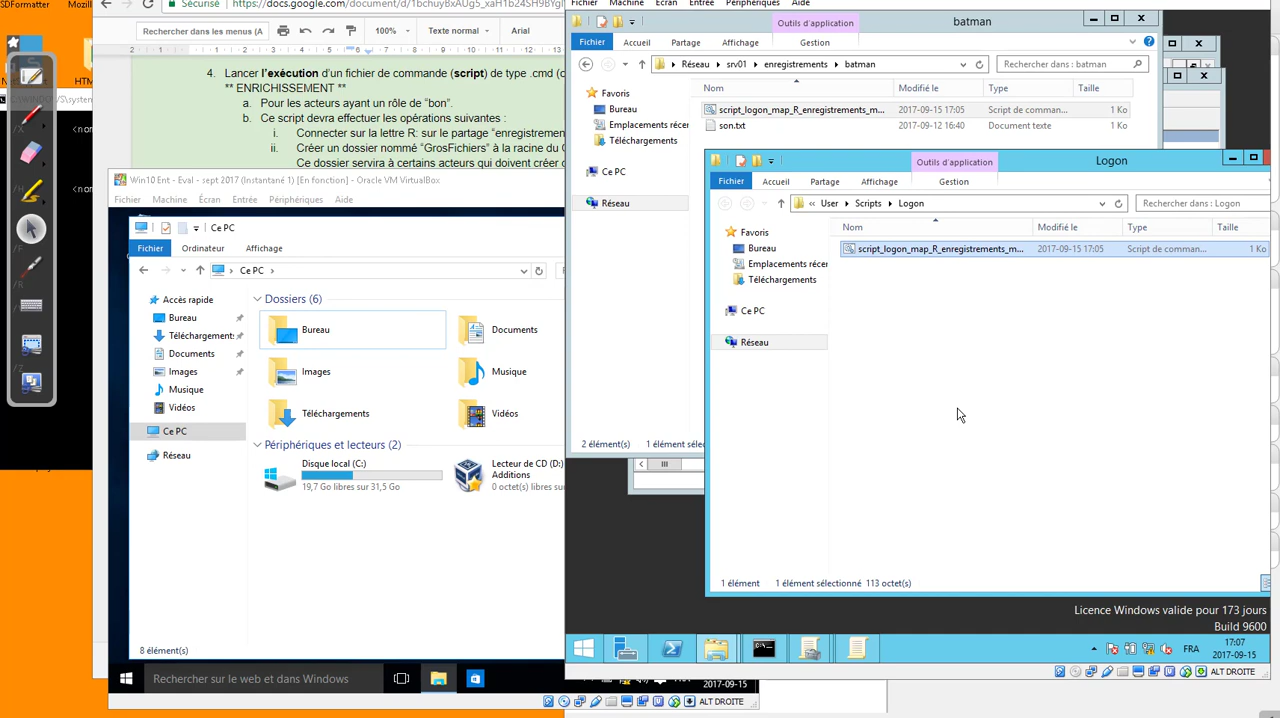 SDFormatter
HTM
Sécurisé
https://docs.google.com/document/d/1bchuyBxAUg5_xaH1b24SH9BYgl
Rechercher dans les menus (A
100%
Texte normal
Arial
4. Lancer l'exécution d'un fichier de commande (script) de type .cmd (
** ENRICHISSEMENT **
a. Pour les acteurs ayant un rôle de "bon".
b. Ce script devra effectuer les opérations suivantes :
i. Connecter sur la lettre R: sur le partage "enregistremen
ii. Créer un dossier nommé "GrosFichiers" à la racine du
Ce dossier servira à certains acteurs qui doivent créer
Win10 Ent - Eval - sept 2017 (Instantané 1) [En fonction] - Oracle VM VirtualBox
Fichier Machine Écran Entrée Périphériques Aide
Ce PC
Fichier Ordinateur Affichage
Ce PC
Accès rapide
Bureau
Téléchargements
Documents
Images
Musique
Vidéos
Ce PC
Réseau
Dossiers (6)
Bureau
Documents
Images
Musique
Téléchargements
Vidéos
Périphériques et lecteurs (2)
Disque local (C:)
19,7 Go libres sur 31,5 Go
Lecteur de CD (D:)
Additions
0 octet(s) libres su
8 élément(s)
Rechercher sur le web et dans Windows
2017-09-15
ALT DROITE
Fichier Machine Écran Entrée Périphériques Aide
Outils d'application
batman
Fichier Accueil Partage Affichage Gestion
Réseau srv01 enregistrements batman
Rechercher dans : batman
Favoris
Bureau
Emplacements récer
Téléchargements
Ce PC
Réseau
Nom Modifié le Type Taille
script_logon_map_R_enregistrements_m... 2017-09-15 17:05 Script de comman... 1 Ko
son.txt 2017-09-12 16:40 Document texte 1 Ko
2 élément(s) 1 élément sélec
Outils d'application
Logon
Fichier Accueil Partage Affichage Gestion
User Scripts Logon
Rechercher dans : Logon
Favoris
Bureau
Emplacements récer
Téléchargements
Ce PC
Réseau
Nom Modifié le Type Taille
script_logon_map_R_enregistrements_m... 2017-09-15 17:05 Script de comman... 1 Ko
1 élément 1 élément sélectionné 113 octet(s)
Licence Windows valide pour 173 jours
Build 9600
FRA
17:07
2017-09-15
ALT DROITE